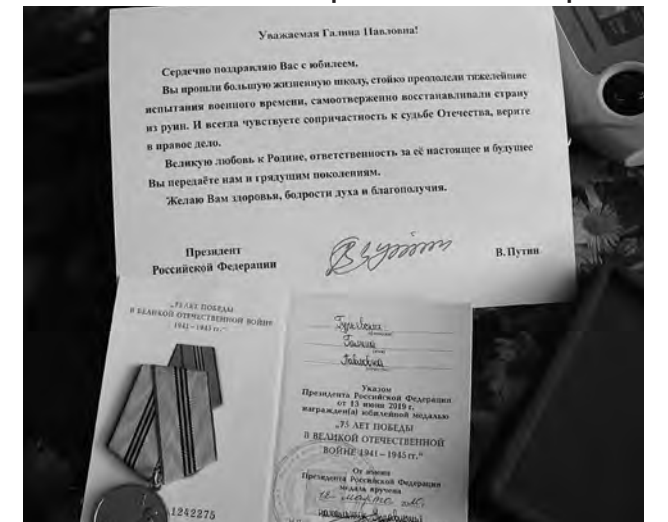 Уважаемая Галина Павловна!
Сердечно поздравляю Вас с юбилеем.
Вы прошли большую жизненную школу, стойко преодолели тяжелейшие
испытания военного времени, самоотверженно восстанавливали страну
из руин. И всегда чувствуете сопричастность к судьбе Отечества, верите
в правое дело.
Великую любовь к Родине, ответственность за её настоящее и будущее
Вы передаёте нам и грядущим поколениям.
Желаю Вам здоровья, бодрости духа и благополучия.
Президент
Российской Федерации
В.Путин
„75 ЛЕТ ПОБЕДЫ
В ВЕЛИКОЙ ОТЕЧЕСТВЕННОЙ ВОЙНЕ
1941–1945 гг.“
1242275
Галина
Павловна
Указом
Президента Российской Федерации
от 13 июня 2019 г.
награжден(а) юбилейной медалью
„75 ЛЕТ ПОБЕДЫ
В ВЕЛИКОЙ ОТЕЧЕСТВЕННОЙ
ВОЙНЕ 1941–1945 гг.“
От имени
Президента Российской Федерации
медаль вручена
марта